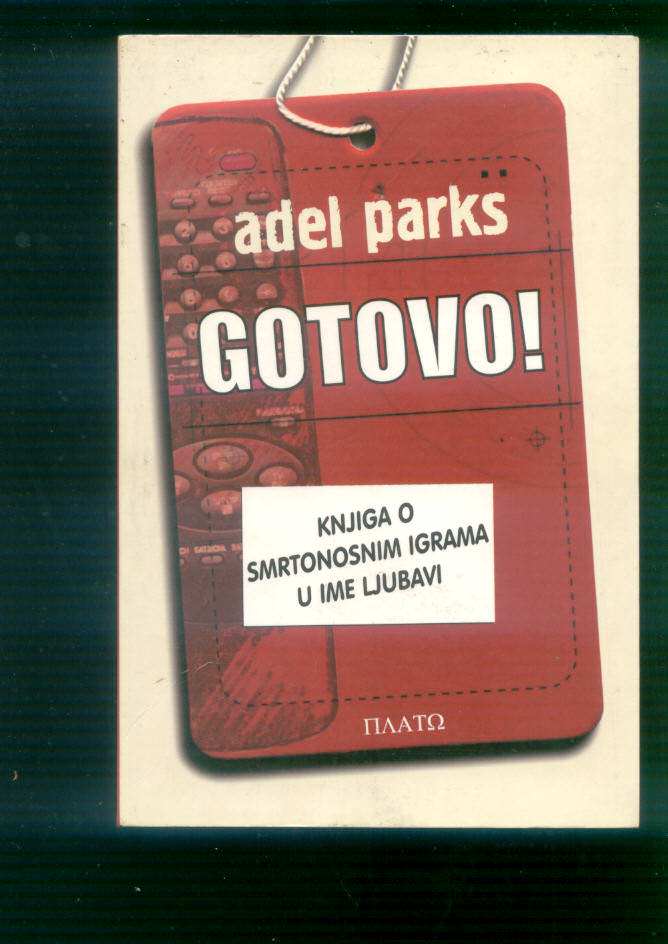 adel parks
GOTOVO!
KNJIGA O
SMRTONOSNIM IGRAMA
U IME LJUBAVI
ΠΛΑΤΩ